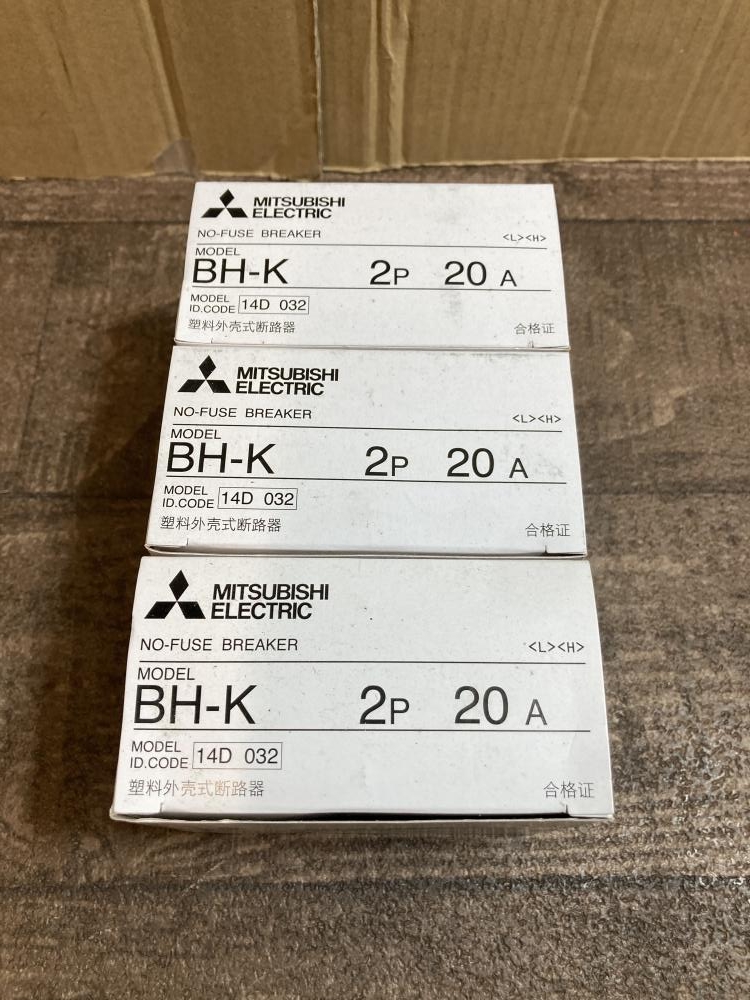 MITSUBISHI
ELECTRIC
NO-FUSE BREAKER <L><H>
MODEL
BH-K 2P 20 A
MODEL
ID.CODE 14D 032
塑料外壳式断路器 合格证
MITSUBISHI
ELECTRIC
NO-FUSE BREAKER <L><H>
MODEL
BH-K 2P 20 A
MODEL
ID.CODE 14D 032
塑料外壳式断路器 合格证
MITSUBISHI
ELECTRIC
NO-FUSE BREAKER <L><H>
MODEL
BH-K 2P 20 A
MODEL
ID.CODE 14D 032
塑料外壳式断路器 合格证